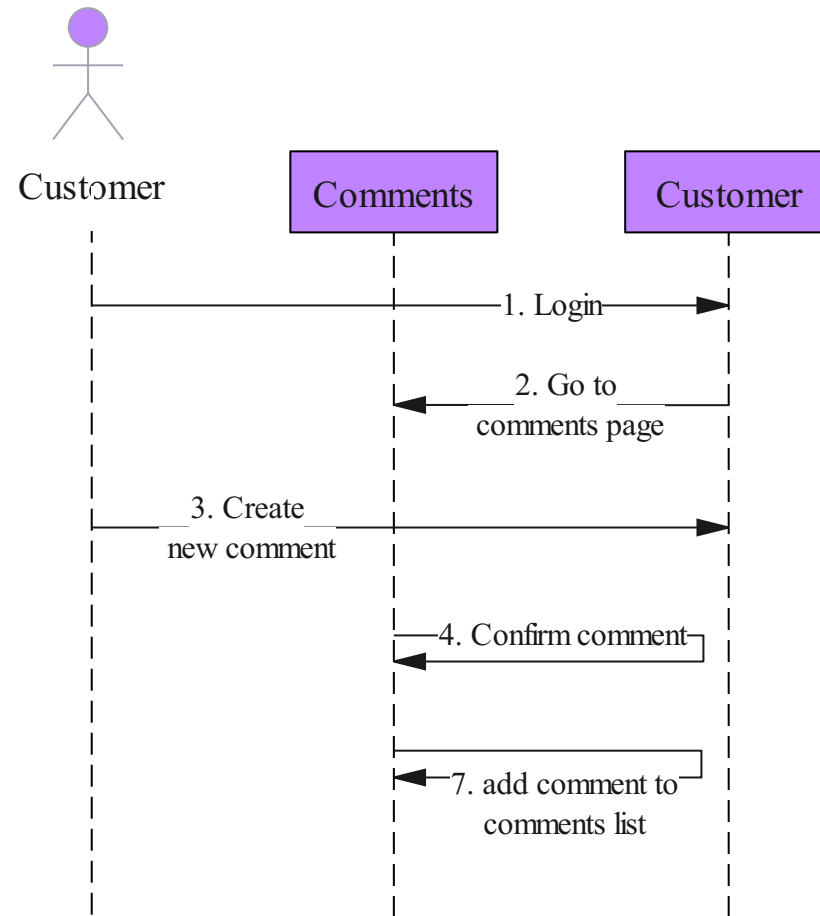 Customer
Comments
Customer
1. Login
2. Go to
comments page
3. Create
new comment
4. Confirm comment
7. add comment to
comments list